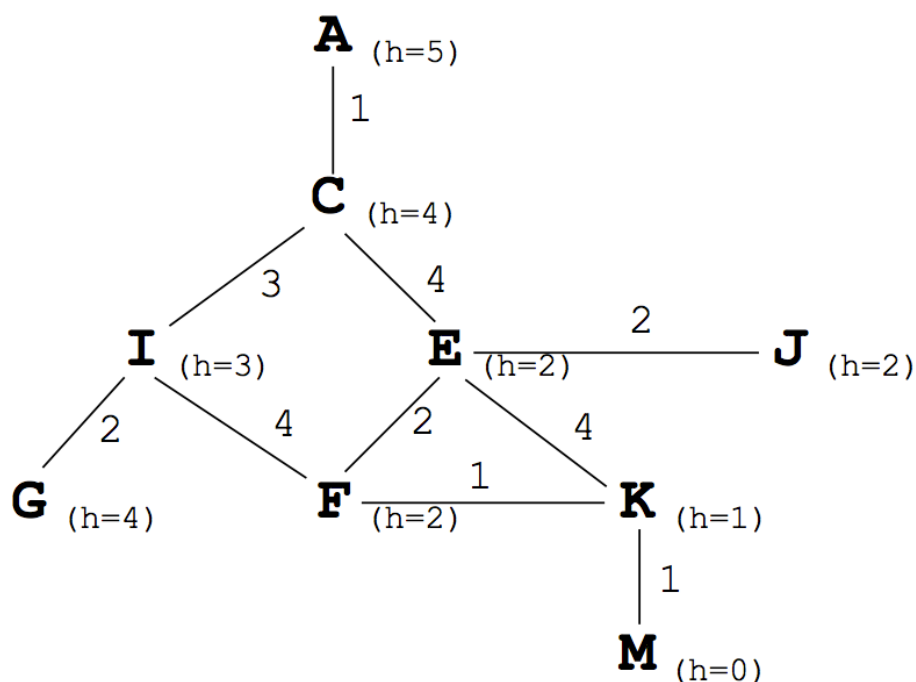 A (h=5)
1
C (h=4)
3 4
2
I (h=3) E (h=2) J (h=2)
2 4 2 4
1
G (h=4) F (h=2) K (h=1)
1
M (h=0)